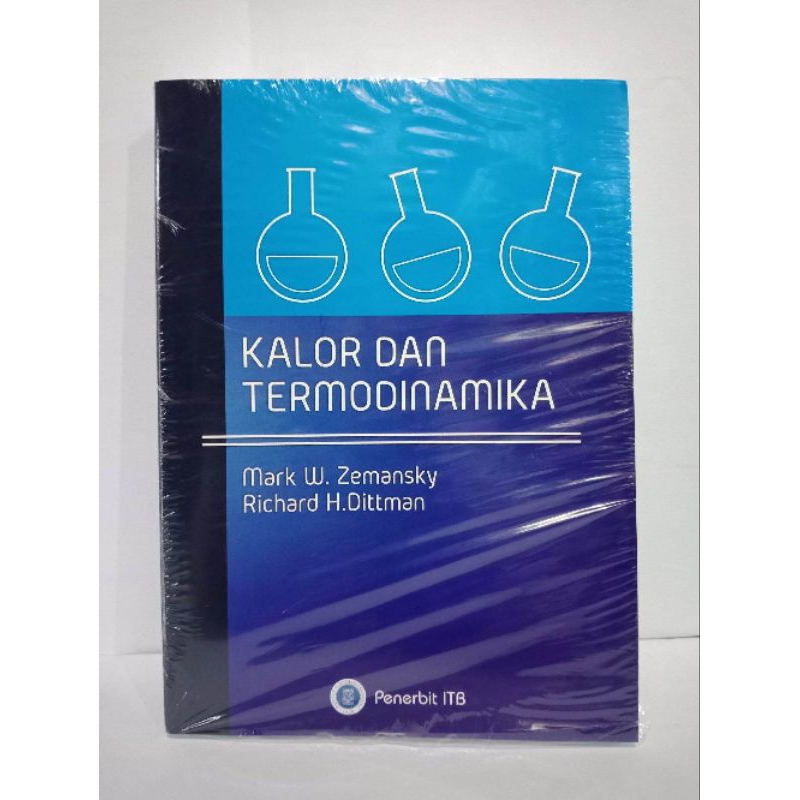 KALOR DAN
TERMODINAMIKA
Mark W. Zemansky
Richard H.Dittman
Penerbit ITB